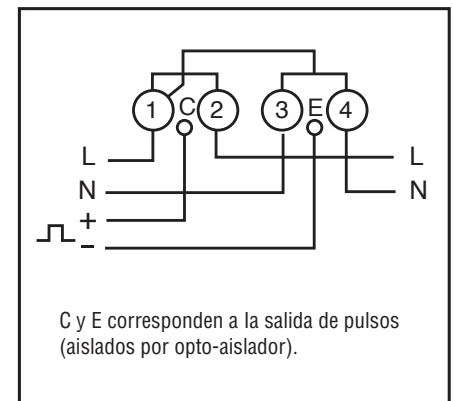 1 C 2 3 E 4
L L
N N
+
-
C y E corresponden a la salida de pulsos
(aislados por opto-aislador).